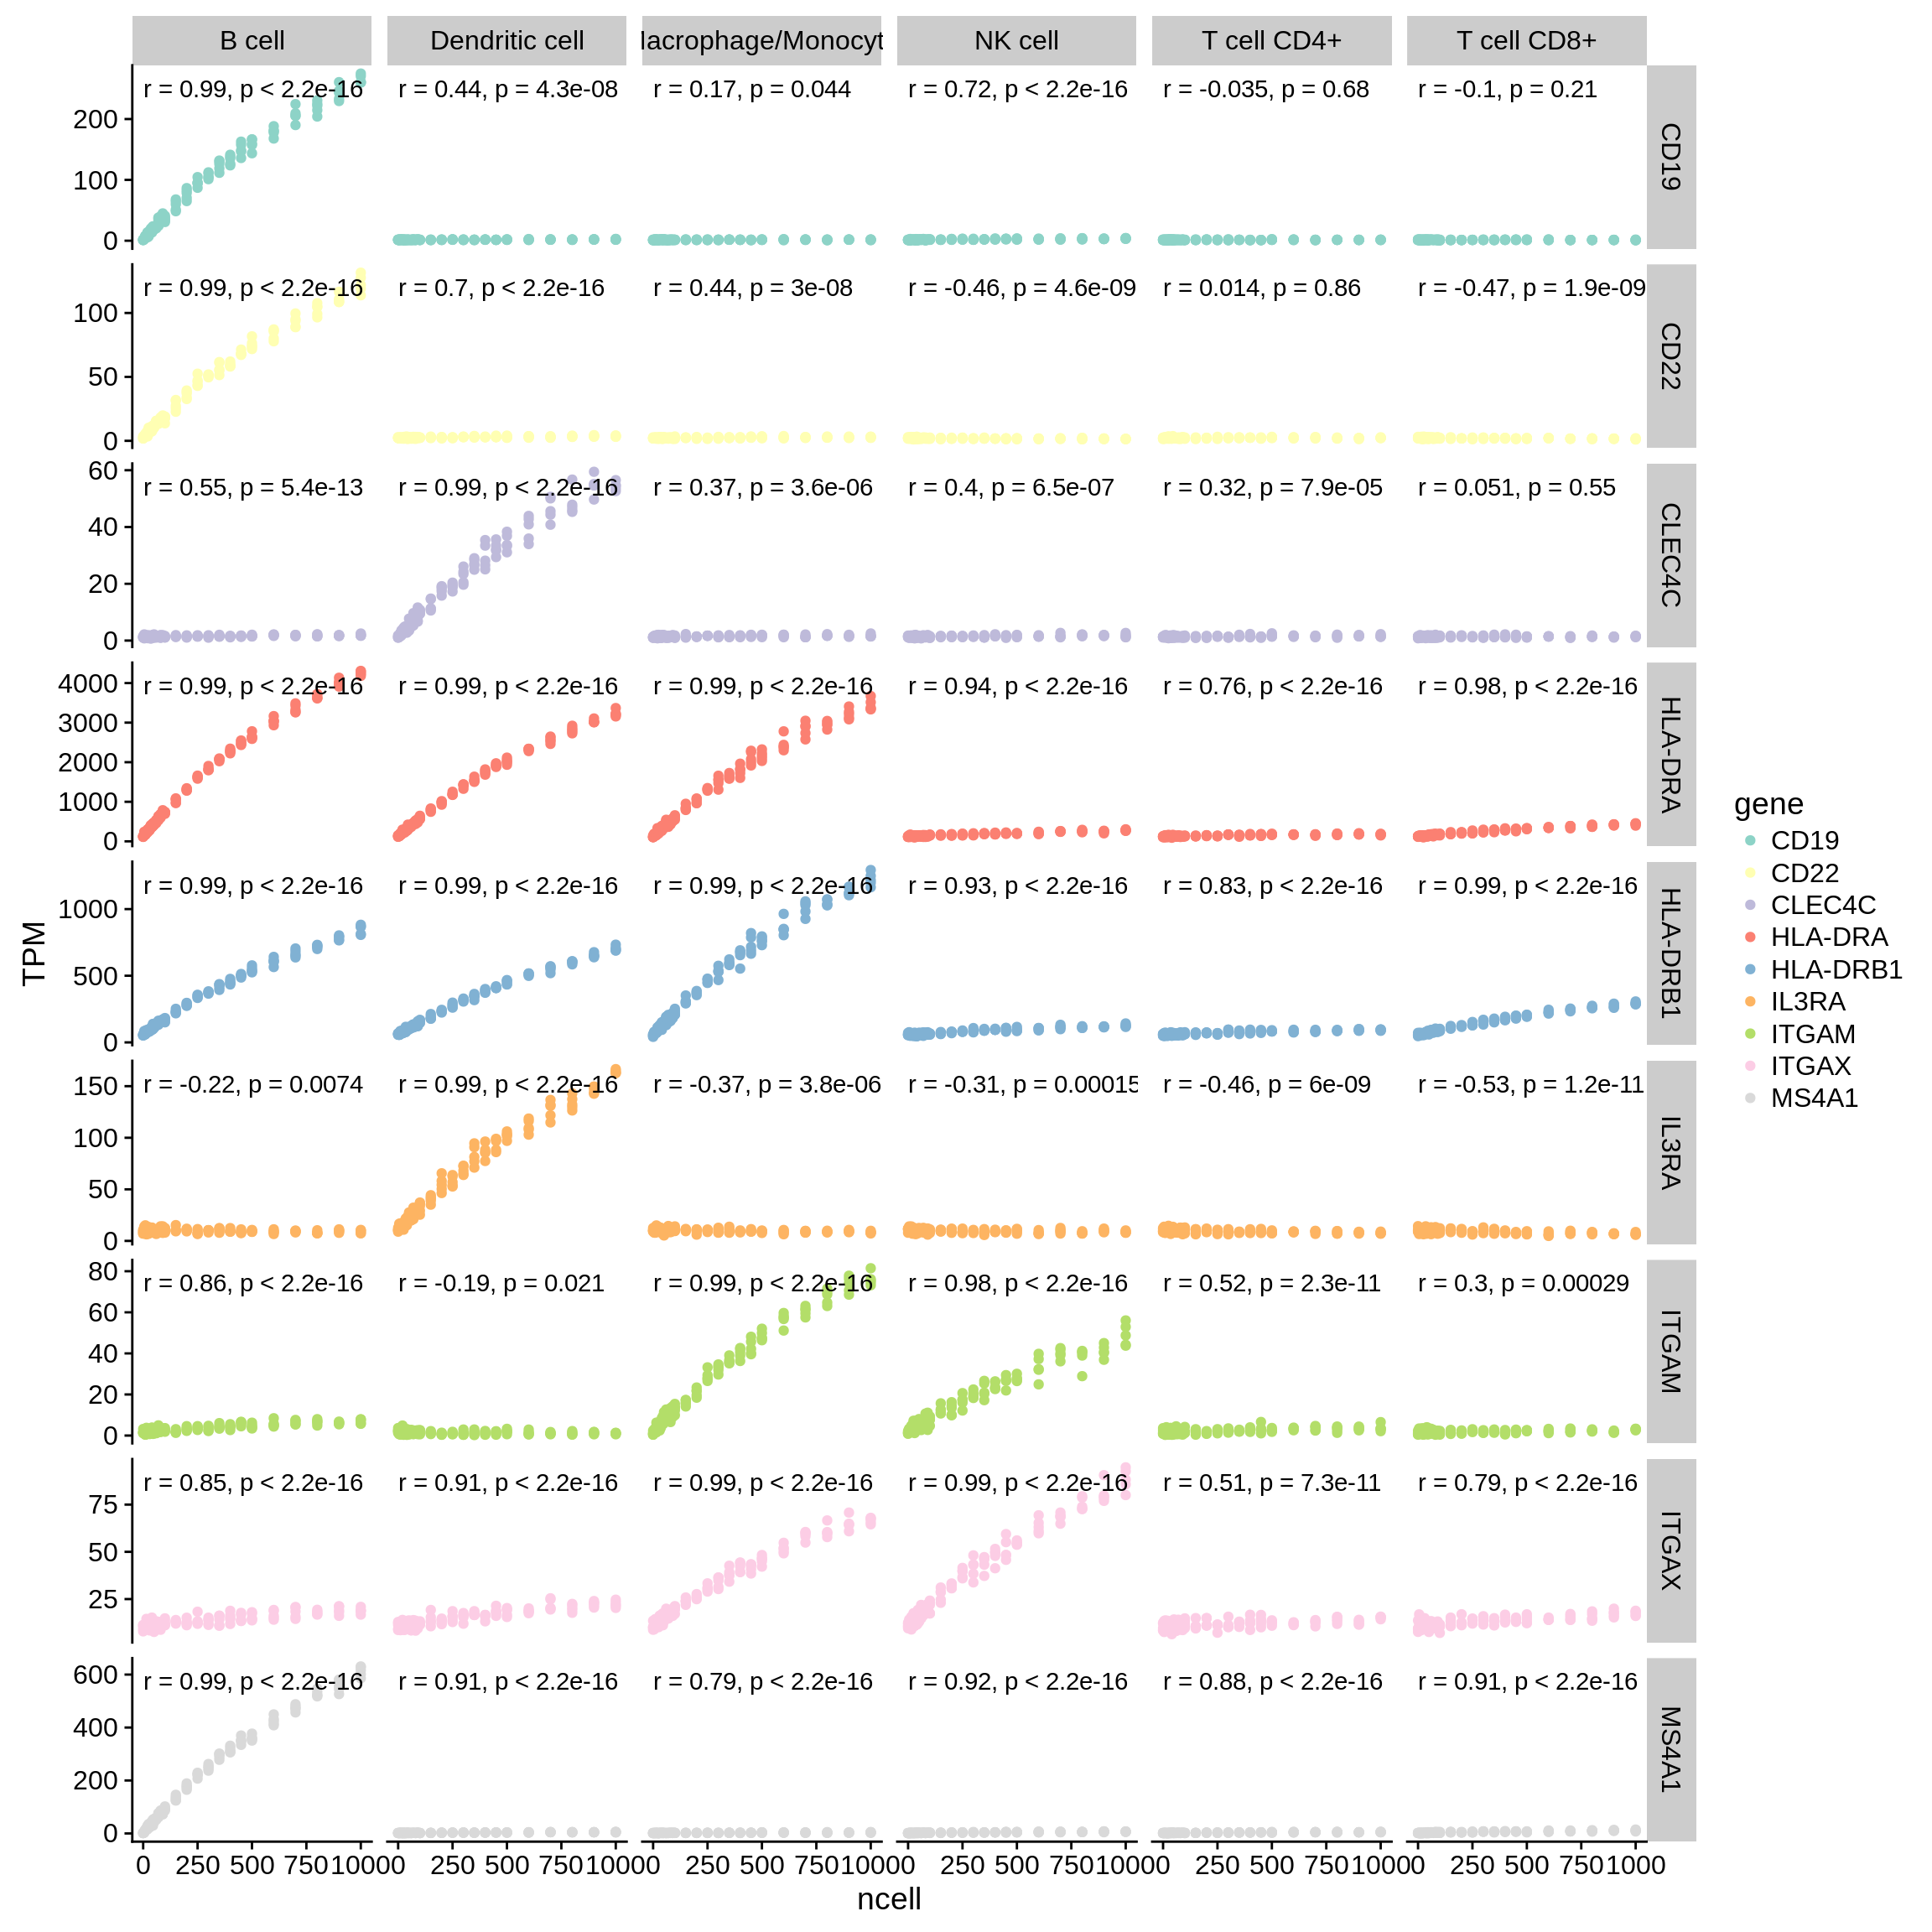 B cell Dendritic cell lacrophage/Monocyt NK cell T cell CD4+ T cell CD8+
r = 0.99, p < 2.2e-16 r = 0.44, p = 4.3e-08 r = 0.17, p = 0.044 r = 0.72, p < 2.2e-16 r = -0.035, p = 0.68 r = -0.1, p = 0.21
200
100
0
CD19
r = 0.99, p < 2.2e-16 r = 0.7, p < 2.2e-16 r = 0.44, p = 3e-08 r = -0.46, p = 4.6e-09 r = 0.014, p = 0.86 r = -0.47, p = 1.9e-09
100
50
0
CD22
60
r = 0.55, p = 5.4e-13 r = 0.99, p < 2.2e-16 r = 0.37, p = 3.6e-06 r = 0.4, p = 6.5e-07 r = 0.32, p = 7.9e-05 r = 0.051, p = 0.55
40
20
0
CLEC4C
4000 r = 0.99, p < 2.2e-16 r = 0.99, p < 2.2e-16 r = 0.99, p < 2.2e-16 r = 0.94, p < 2.2e-16 r = 0.76, p < 2.2e-16 r = 0.98, p < 2.2e-16
3000
2000
1000
0
HLA-DRA
r = 0.99, p < 2.2e-16 r = 0.99, p < 2.2e-16 r = 0.99, p < 2.2e-16 r = 0.93, p < 2.2e-16 r = 0.83, p < 2.2e-16 r = 0.99, p < 2.2e-16
1000
500
0
HLA-DRB1
TPM
150 r = -0.22, p = 0.0074 r = 0.99, p < 2.2e-16 r = -0.37, p = 3.8e-06 r = -0.31, p = 0.00015 r = -0.46, p = 6e-09 r = -0.53, p = 1.2e-11
100
50
0
IL3RA
80 r = 0.86, p < 2.2e-16 r = -0.19, p = 0.021 r = 0.99, p < 2.2e-16 r = 0.98, p < 2.2e-16 r = 0.52, p = 2.3e-11 r = 0.3, p = 0.00029
60
40
20
0
ITGAM
r = 0.85, p < 2.2e-16 r = 0.91, p < 2.2e-16 r = 0.99, p < 2.2e-16 r = 0.99, p < 2.2e-16 r = 0.51, p = 7.3e-11 r = 0.79, p < 2.2e-16
75
50
25
ITGAX
600 r = 0.99, p < 2.2e-16 r = 0.91, p < 2.2e-16 r = 0.79, p < 2.2e-16 r = 0.92, p < 2.2e-16 r = 0.88, p < 2.2e-16 r = 0.91, p < 2.2e-16
400
200
0
MS4A1
0 250 500 750 1000 0 250 500 750 1000 0 250 500 750 1000 0 250 500 750 1000 0 250 500 750 1000 0 250 500 750 1000
ncell
gene
CD19
CD22
CLEC4C
HLA-DRA
HLA-DRB1
IL3RA
ITGAM
ITGAX
MS4A1